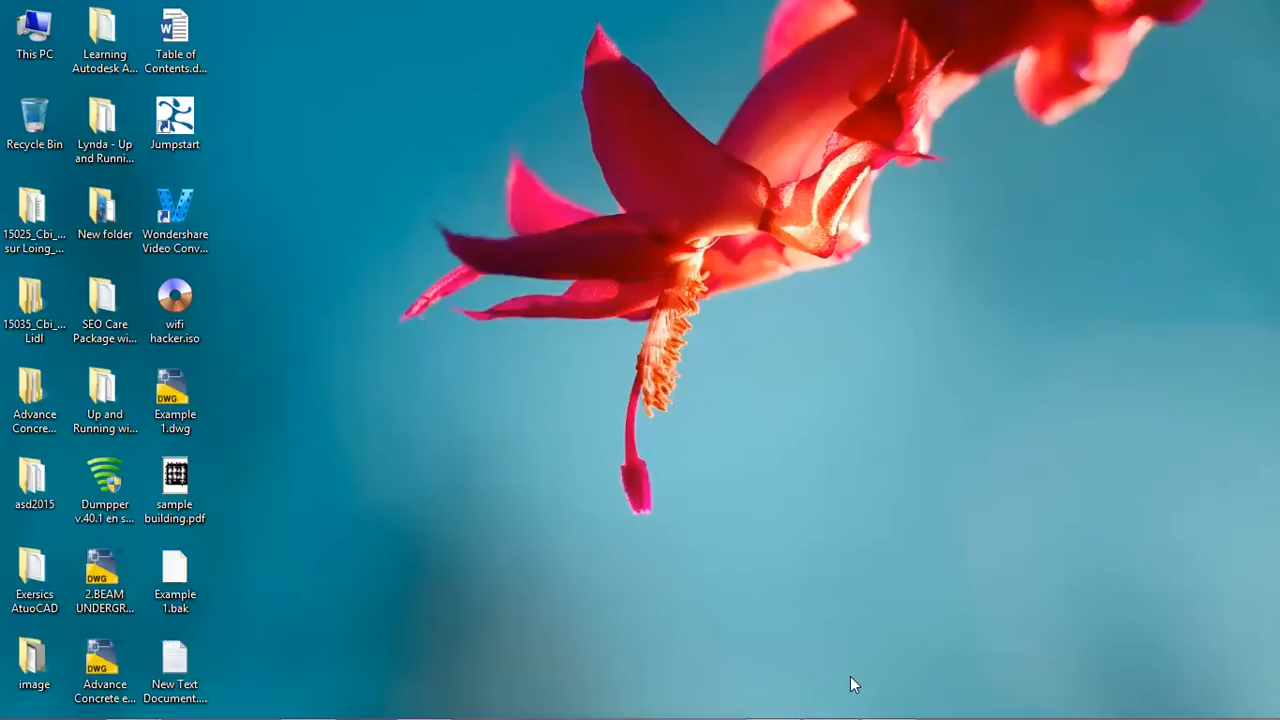 This PC
Learning
Autodesk A...
Table of
Contents.d...
Recycle Bin
Lynda - Up
and Runni...
Jumpstart
15025_Cbi_...
sur Loing_...
New folder
Wondershare
Video Conv...
15035_Cbi_...
Lidl
SEO Care
Package wi...
wifi
hacker.iso
Advance
Concre...
Up and
Running wi...
DWG
Example
1.dwg
asd2015
Dumpper
v.40.1 en s...
sample
building.pdf
Exersics
AtuoCAD
DWG
2.BEAM
UNDERGR...
Example
1.bak
image
DWG
Advance
Concrete e...
New Text
Document....